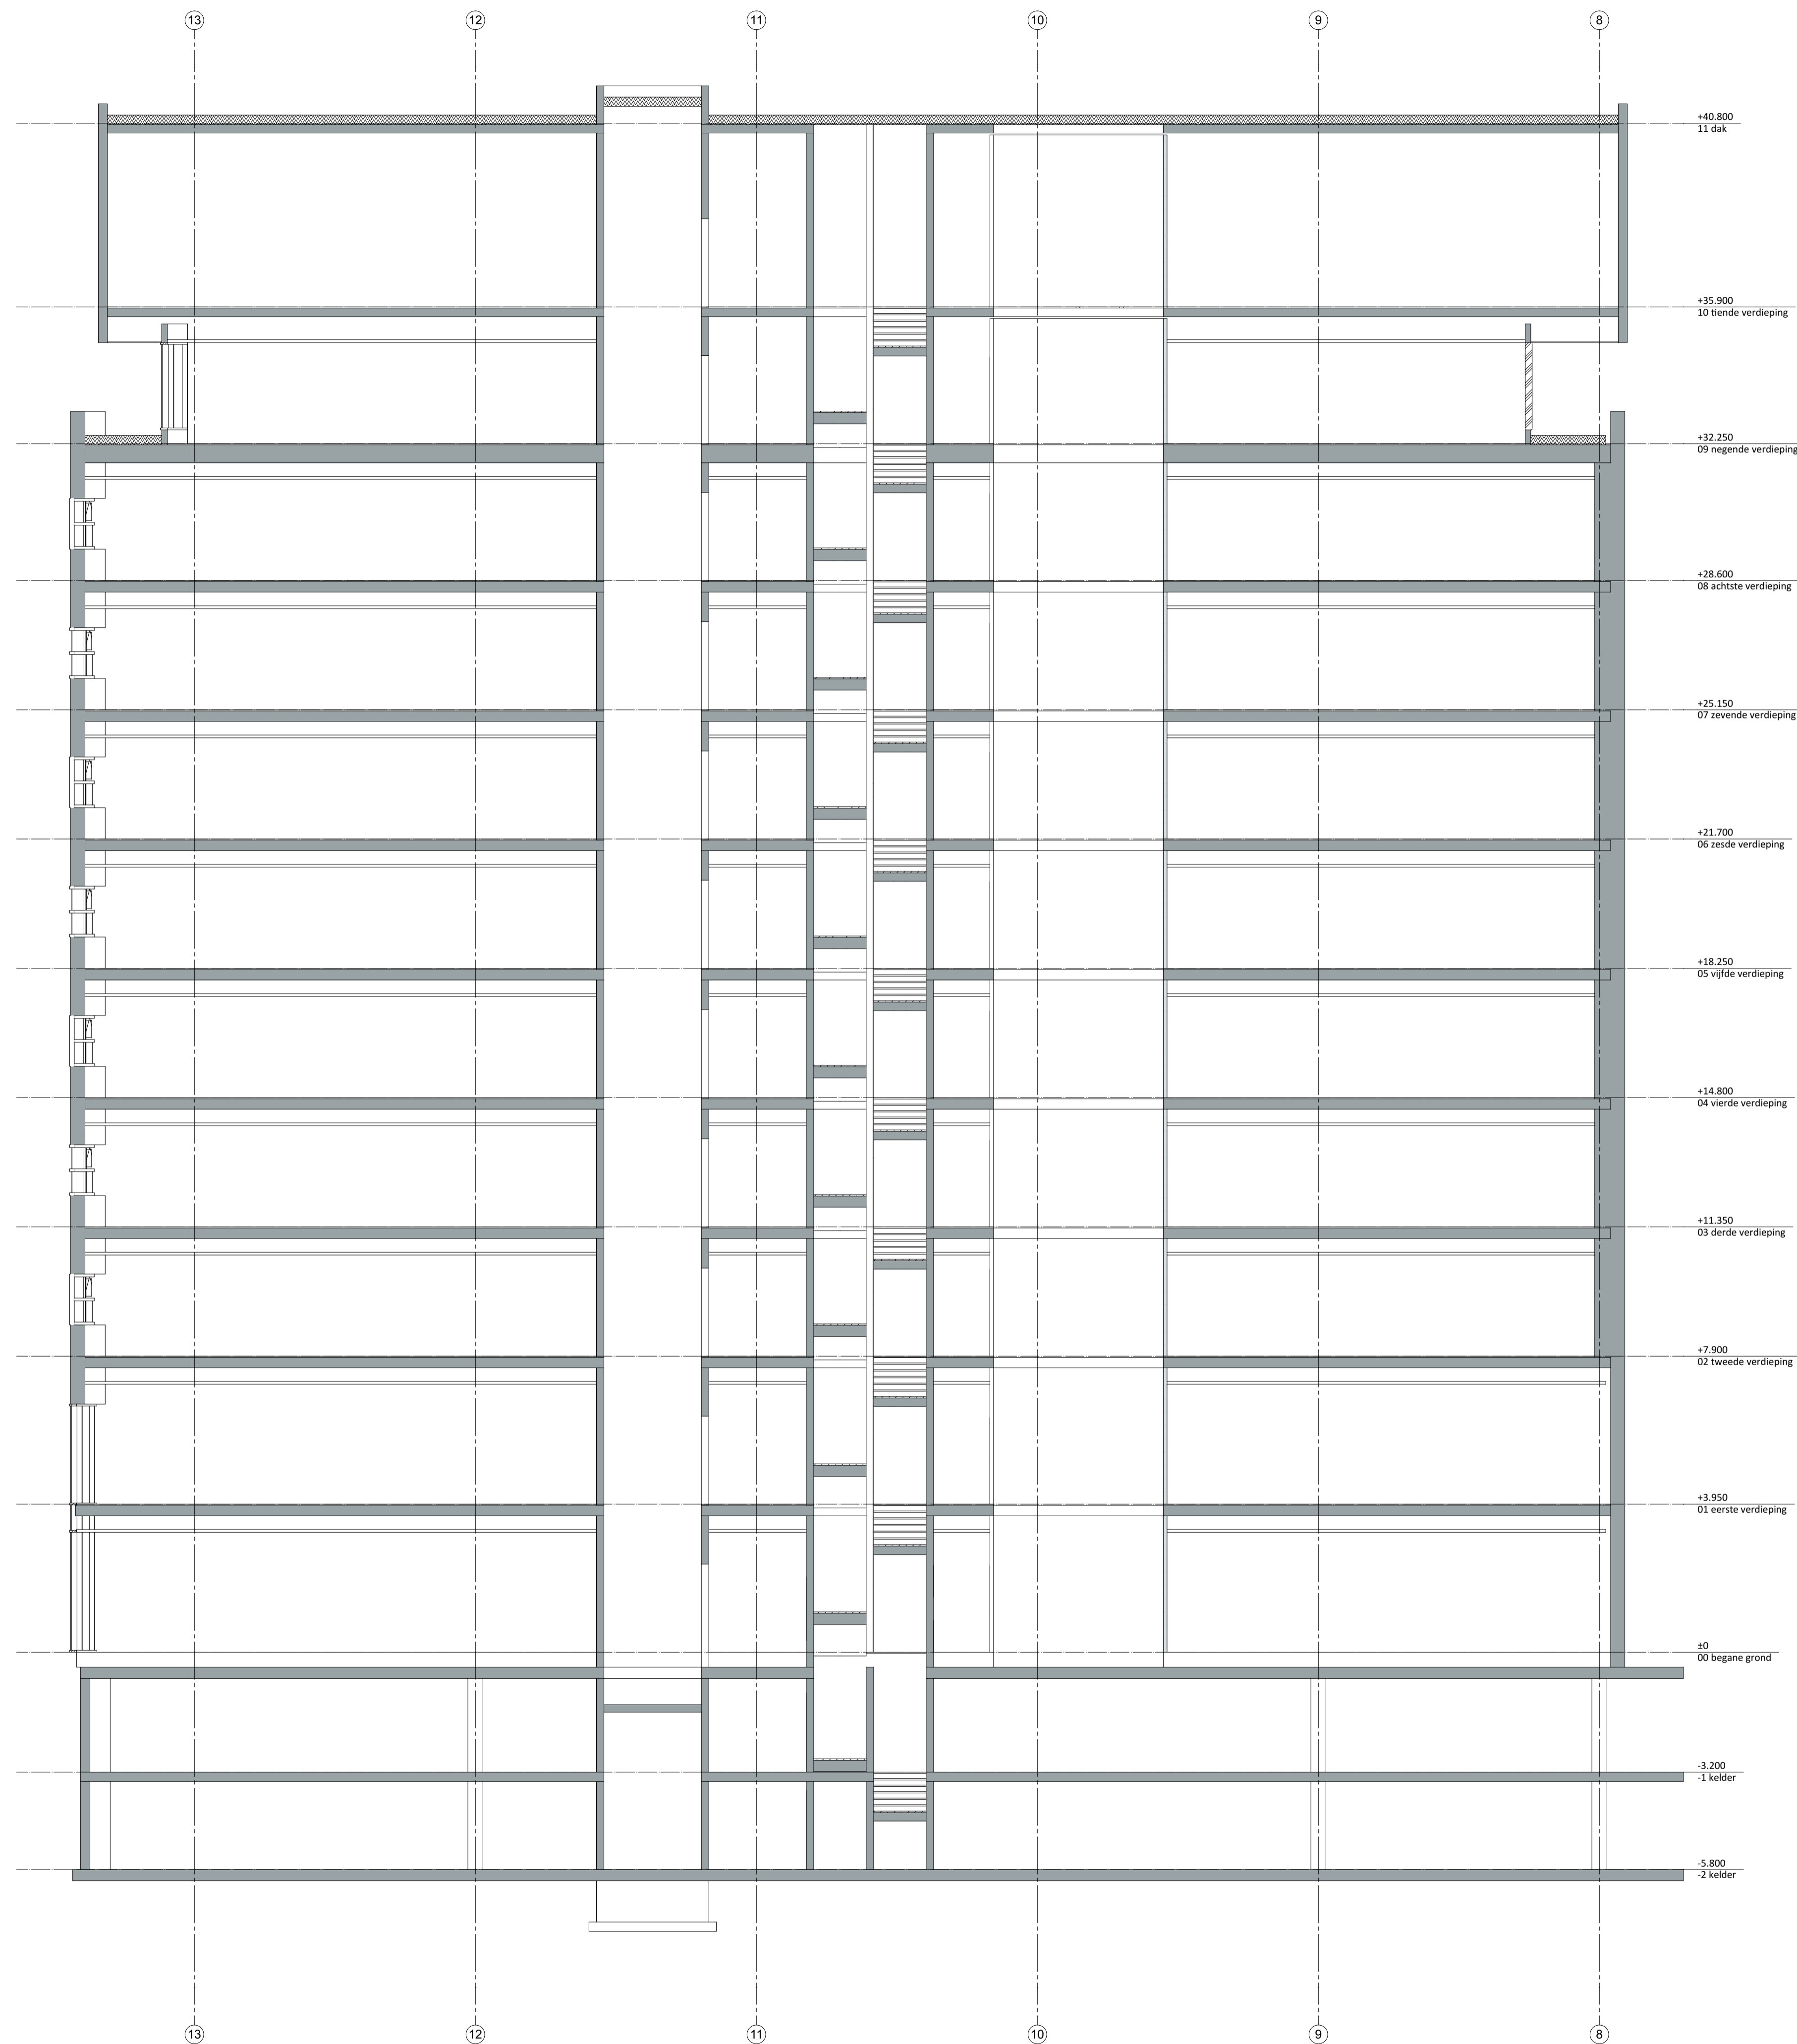 13 12 11 10 9 8
+40.800
11 dak
+35.900
10 tiende verdieping
+32.250
09 negende verdieping
+28.600
08 achtste verdieping
+25.150
07 zevende verdieping
+21.700
06 zesde verdieping
+18.250
05 vijfde verdieping
+14.800
04 vierde verdieping
+11.350
03 derde verdieping
+7.900
02 tweede verdieping
+3.950
01 eerste verdieping
±0
00 begane grond
-3.200
-1 kelder
-5.800
-2 kelder
13 12 11 10 9 8